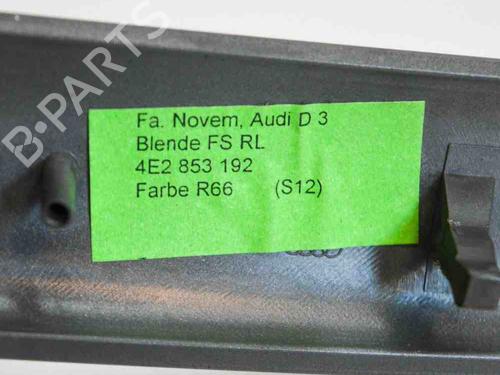 B-PARTS
Fa. Novem, Audi D 3
Blende FS RL
4E2 853 192
Farbe R66 (S12)